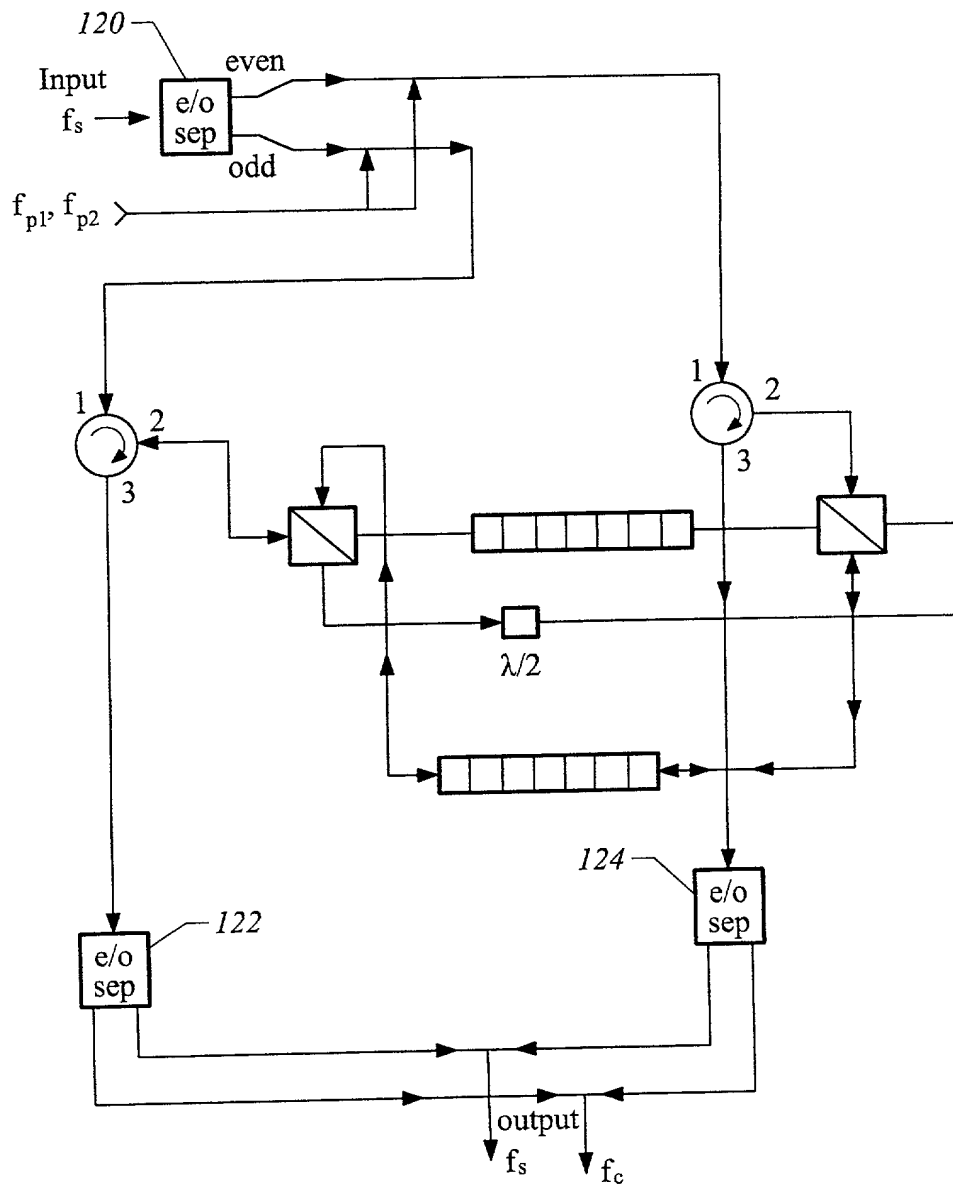 120
even
Input
f_s
e/o
sep
odd
f_p1, f_p2
1
2
3
1
2
3
λ/2
124
e/o
sep
122
e/o
sep
output
f_s
f_c